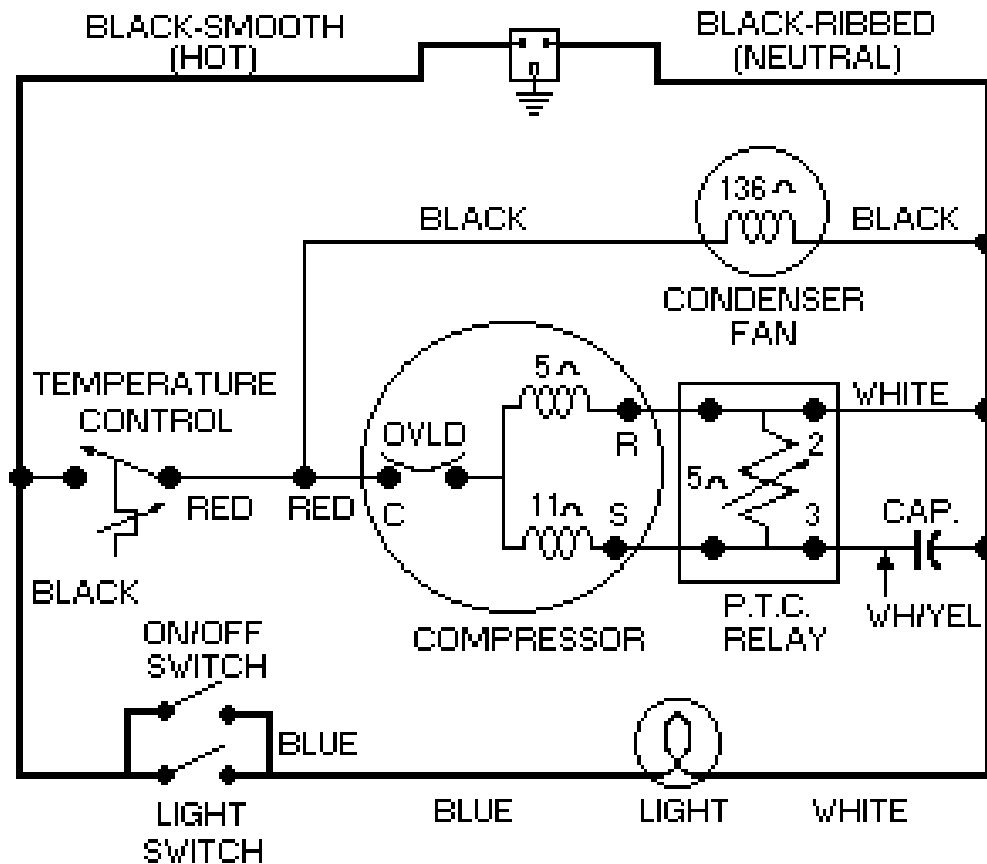 BLACK-SMOOTH
(HOT)
BLACK-RIBBED
(NEUTRAL)
136
BLACK
BLACK
CONDENSER
FAN
TEMPERATURE
CONTROL
5
OVLD
R
WHITE
RED
RED
C
11
S
5
2
3
CAP.
BLACK
COMPRESSOR
P.T.C.
RELAY
WH/YEL
ON/OFF
SWITCH
BLUE
LIGHT
SWITCH
BLUE
LIGHT
WHITE